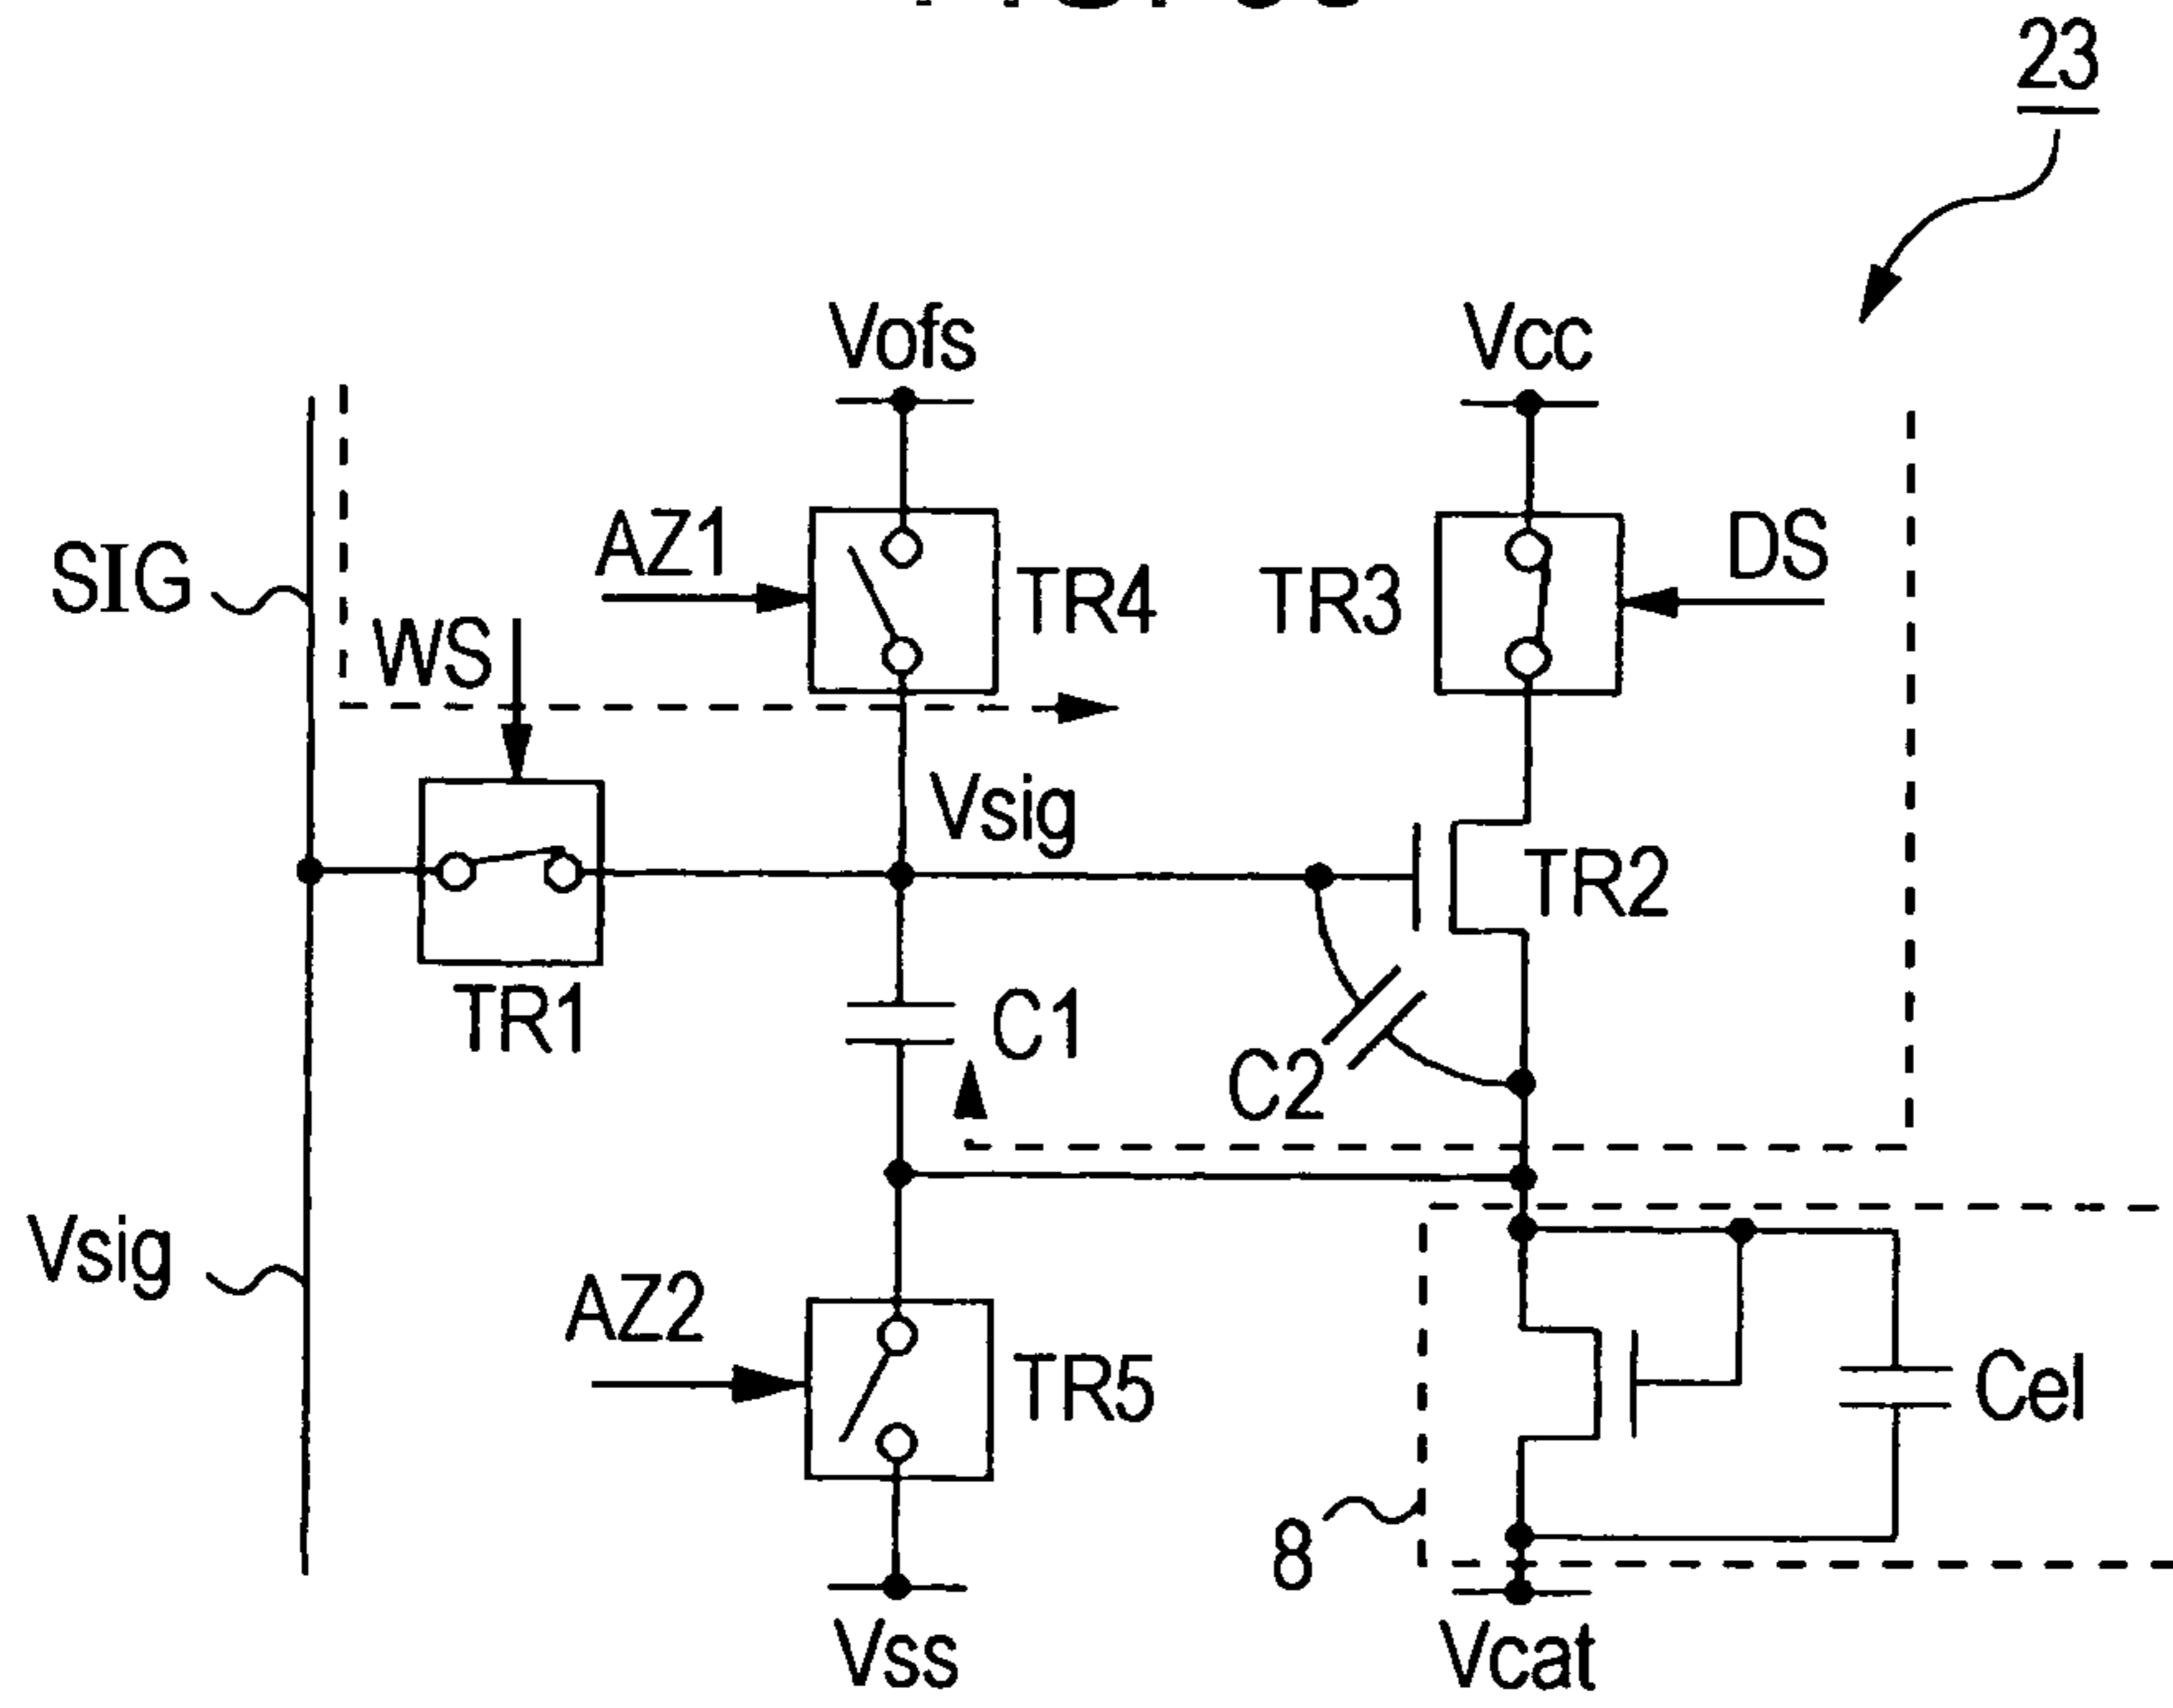 23
Vofs
Vcc
SIG
AZ1
TR4
TR3
DS
WS
Vsig
TR2
TR1
C1
C2
Vsig
AZ2
TR5
Cel
8
Vss
Vcat